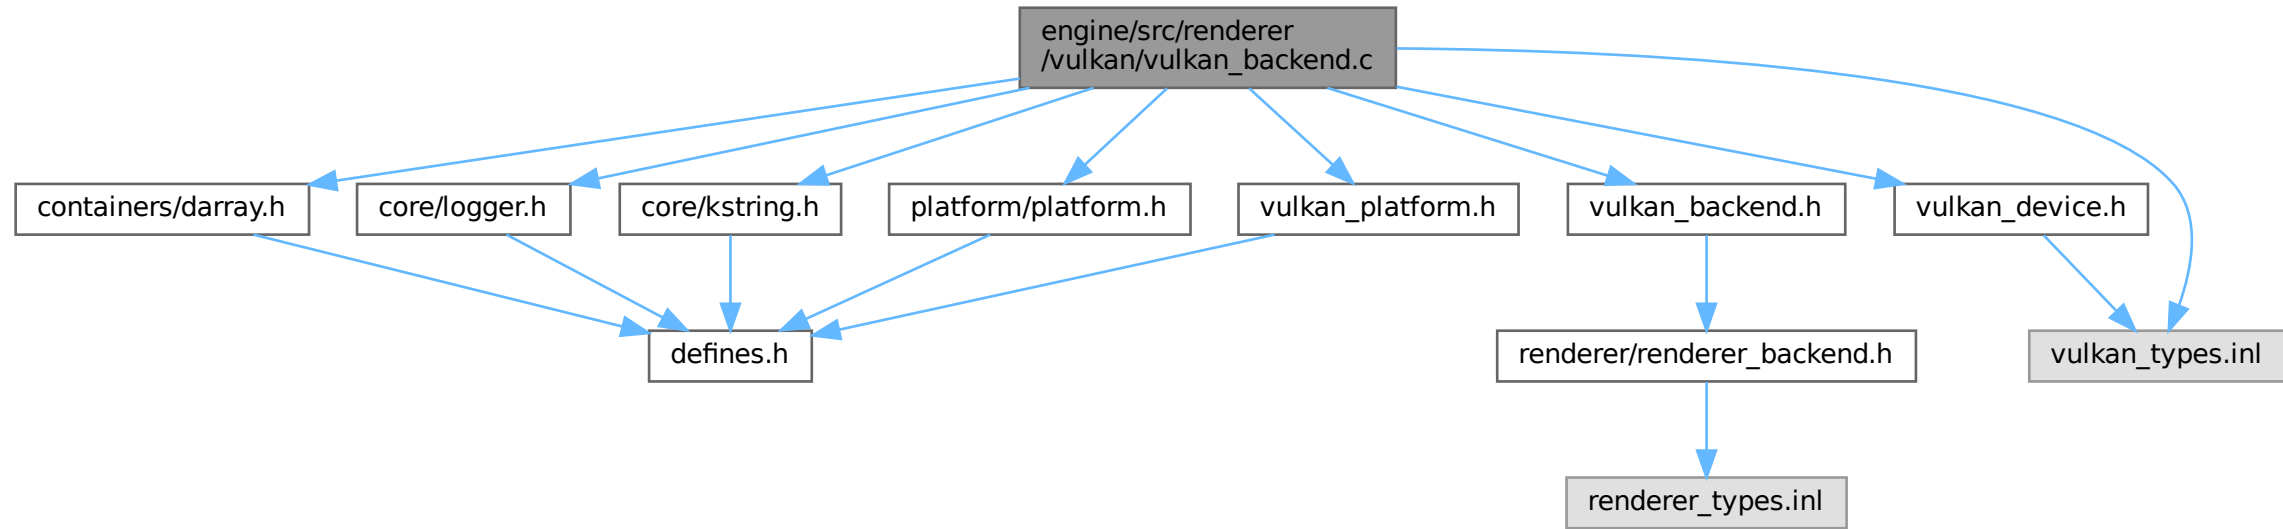 engine/src/renderer
/vulkan/vulkan_backend.c
containers/darray.h
core/logger.h
core/kstring.h
platform/platform.h
vulkan_platform.h
vulkan_backend.h
vulkan_device.h
defines.h
renderer/renderer_backend.h
vulkan_types.inl
renderer_types.inl